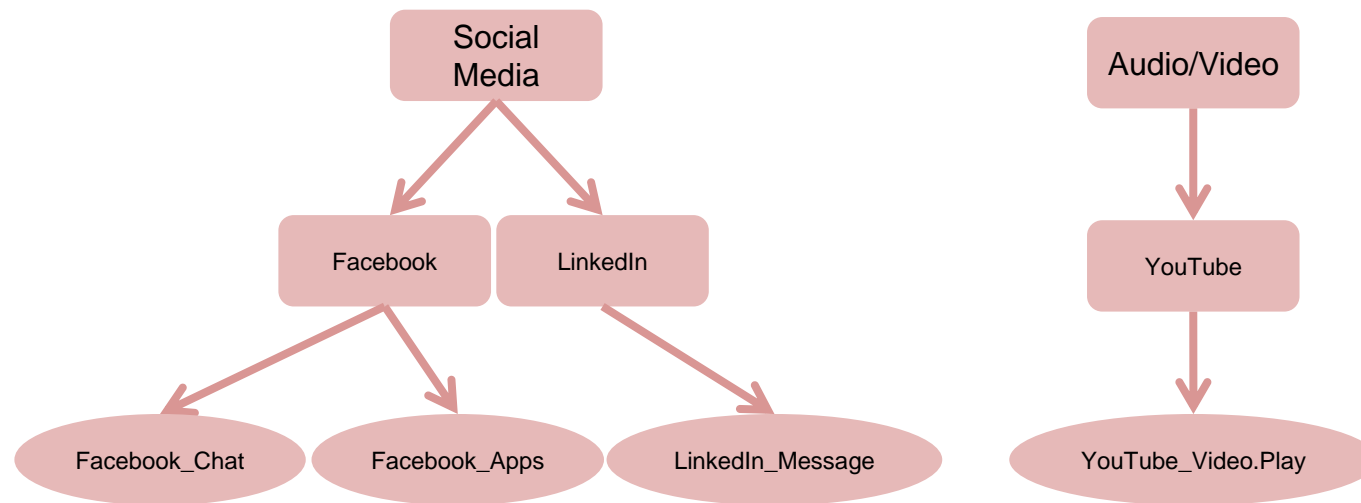 Social
Media
Audio/Video
Facebook
LinkedIn
YouTube
Facebook_Chat
Facebook_Apps
LinkedIn_Message
YouTube_Video.Play